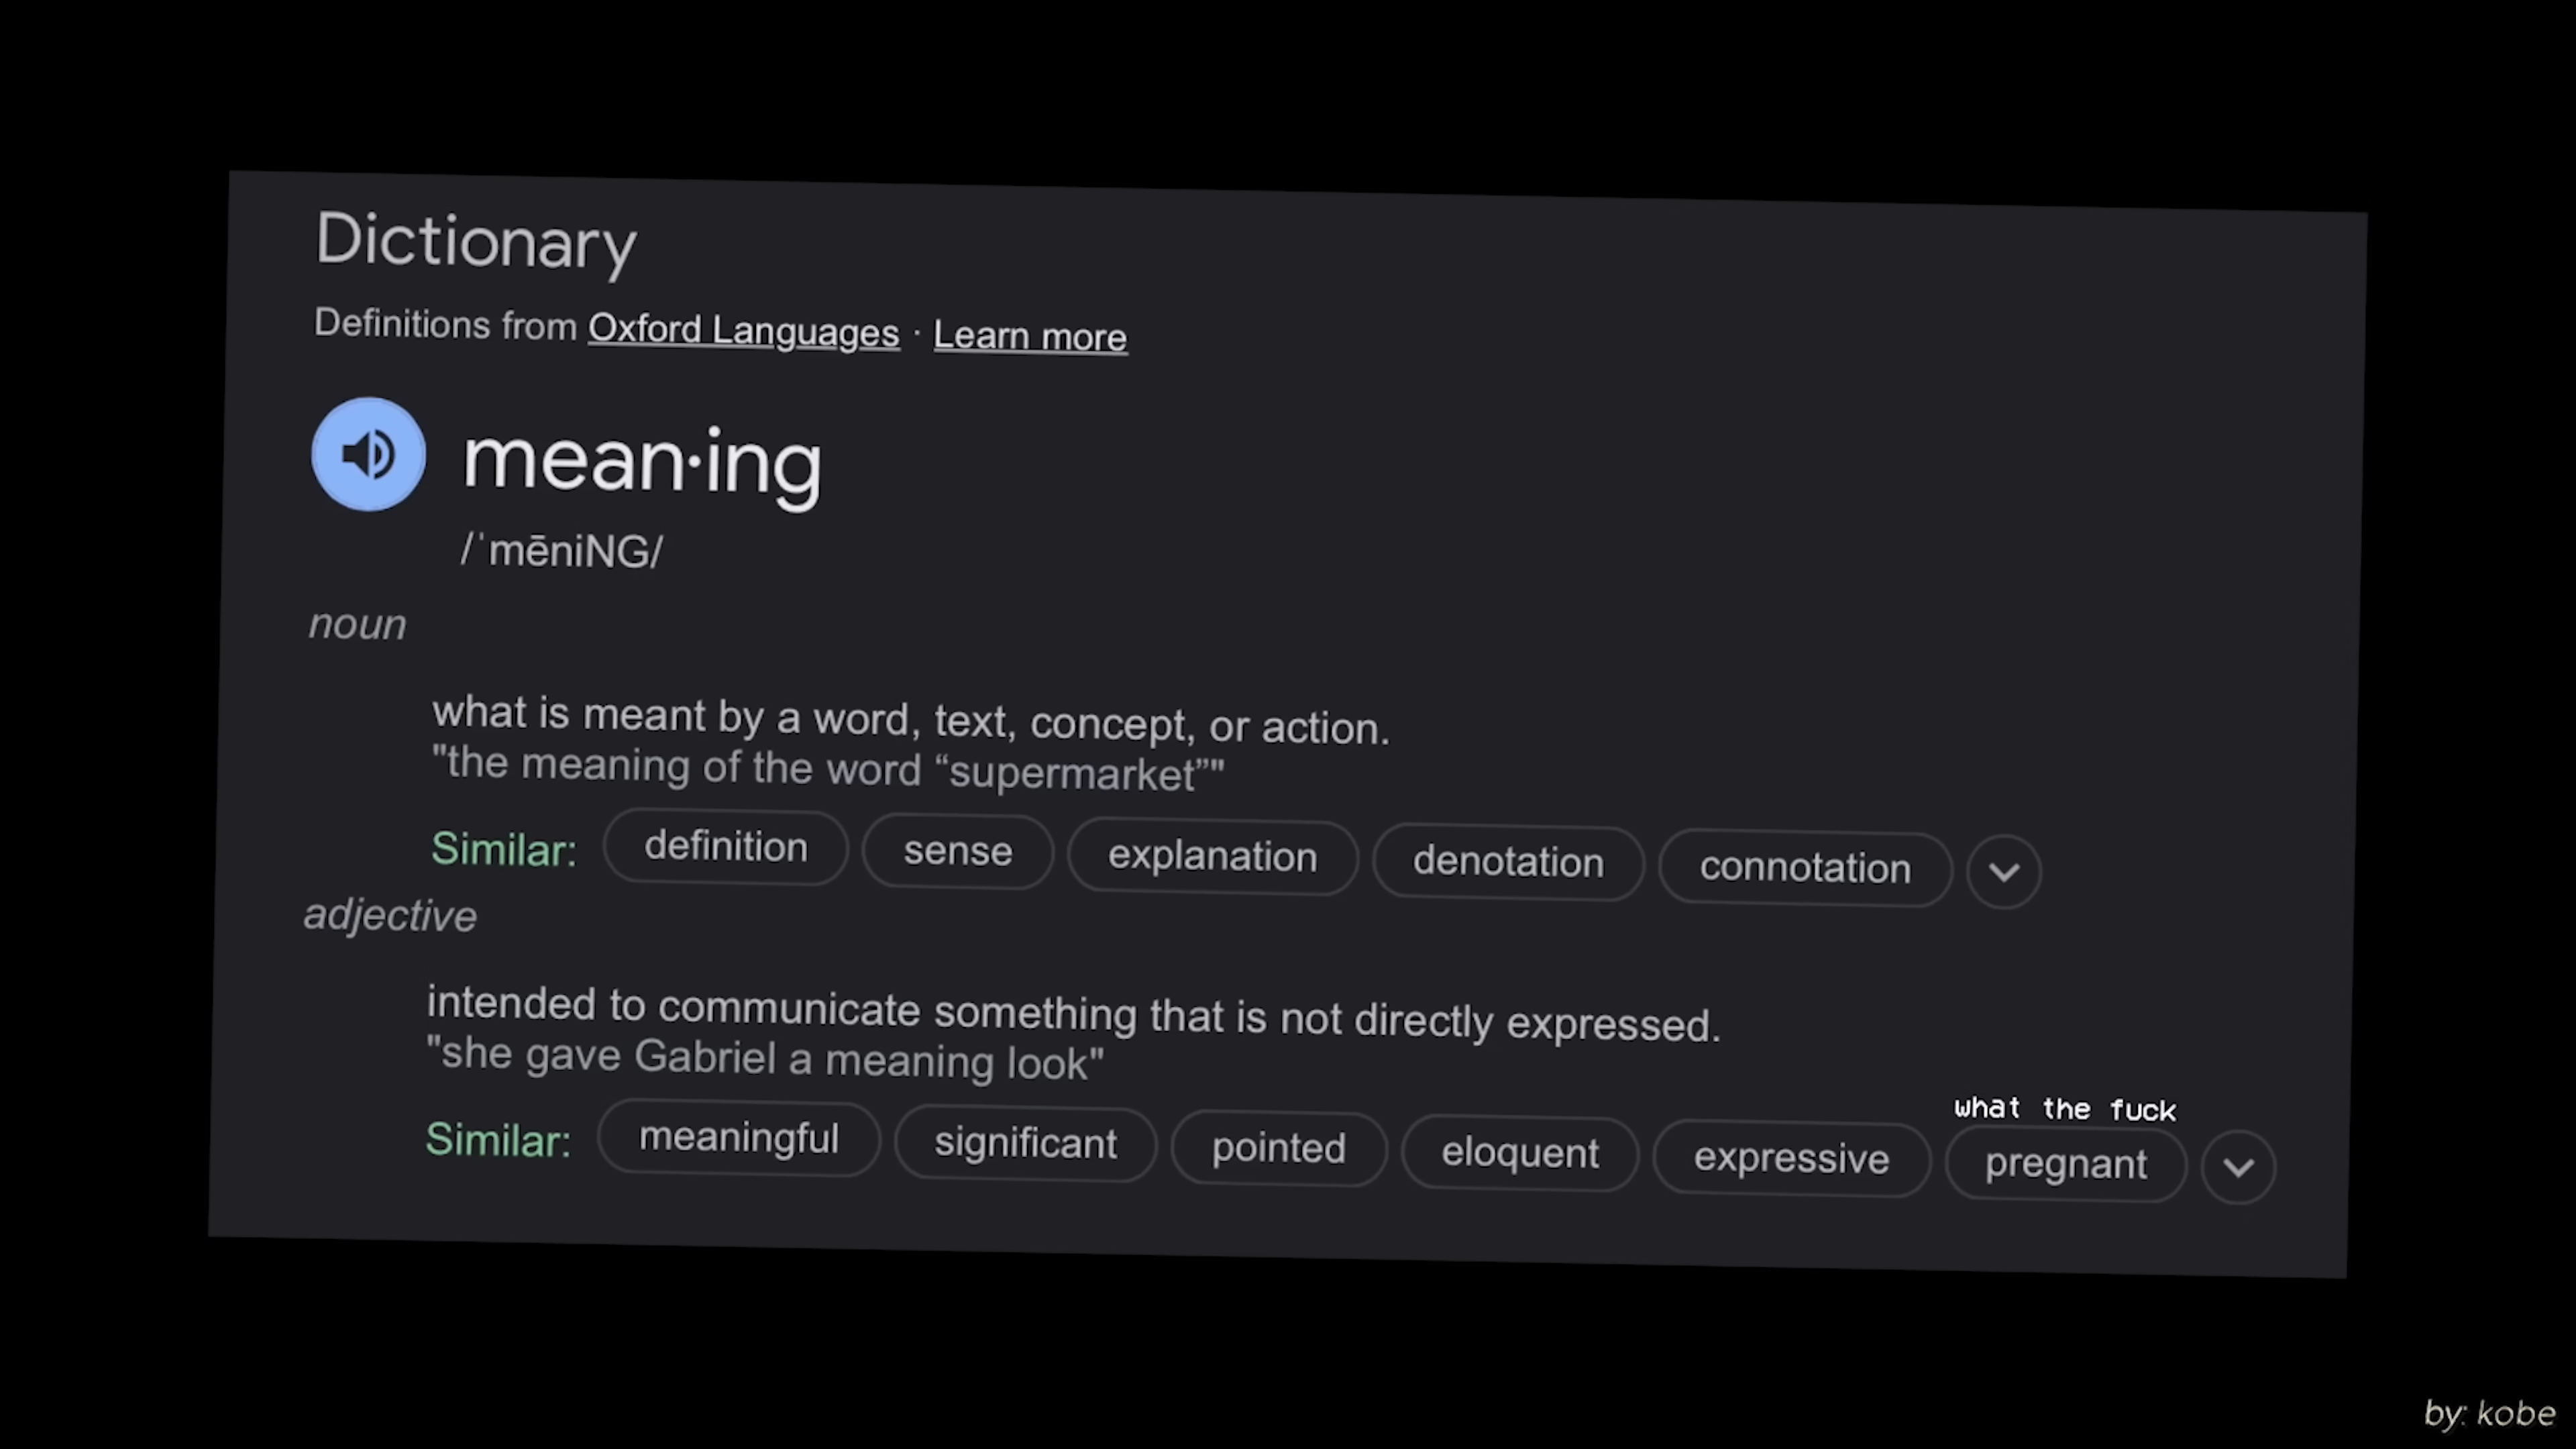 Dictionary
Definitions from Oxford Languages · Learn more
mean·ing
/ˈmēniNG/
noun
what is meant by a word, text, concept, or action.
"the meaning of the word “supermarket”"
Similar: definition sense explanation denotation connotation
adjective
intended to communicate something that is not directly expressed.
"she gave Gabriel a meaning look"
what the fuck
Similar: meaningful significant pointed eloquent expressive pregnant
by: kobe